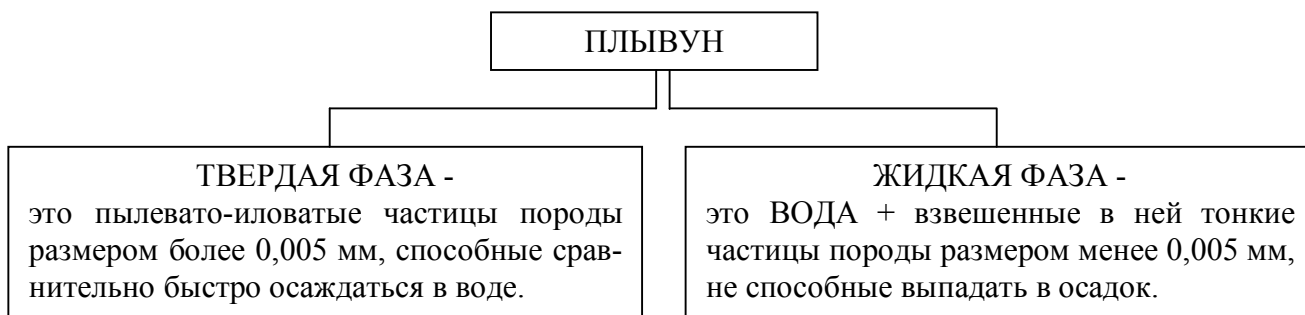 ПЛЫВУН
ТВЕРДАЯ ФАЗА -
это пылевато-иловатые частицы породы
размером более 0,005 мм, способные срав-
нительно быстро осаждаться в воде.
ЖИДКАЯ ФАЗА -
это ВОДА + взвешенные в ней тонкие
частицы породы размером менее 0,005 мм,
не способные выпадать в осадок.